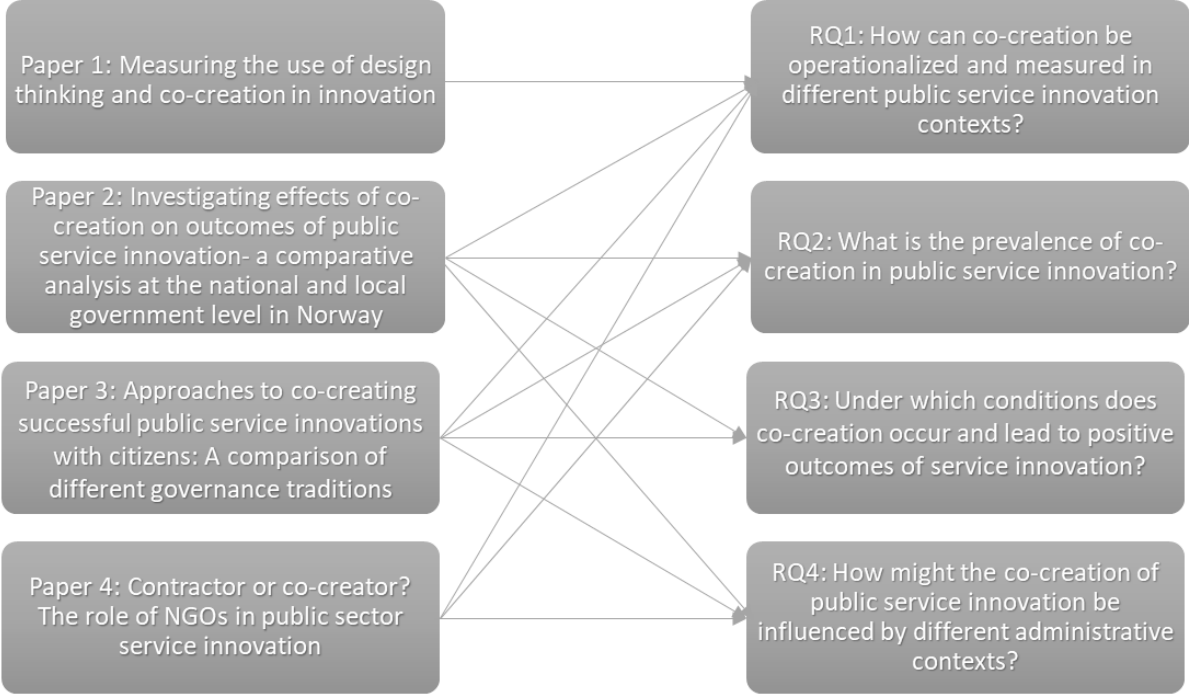 Paper 1: Measuring the use of design
thinking and co-creation in innovation
RQ1: How can co-creation be
operationalized and measured in
different public service innovation
contexts?
Paper 2: Investigating effects of co-
creation on outcomes of public
service innovation- a comparative
analysis at the national and local
government level in Norway
RQ2: What is the prevalence of co-
creation in public service innovation?
Paper 3: Approaches to co-creating
successful public service innovations
with citizens: A comparison of
different governance traditions
RQ3: Under which conditions does
co-creation occur and lead to positive
outcomes of service innovation?
Paper 4: Contractor or co-creator?
The role of NGOs in public sector
service innovation
RQ4: How might the co-creation of
public service innovation be
influenced by different administrative
contexts?